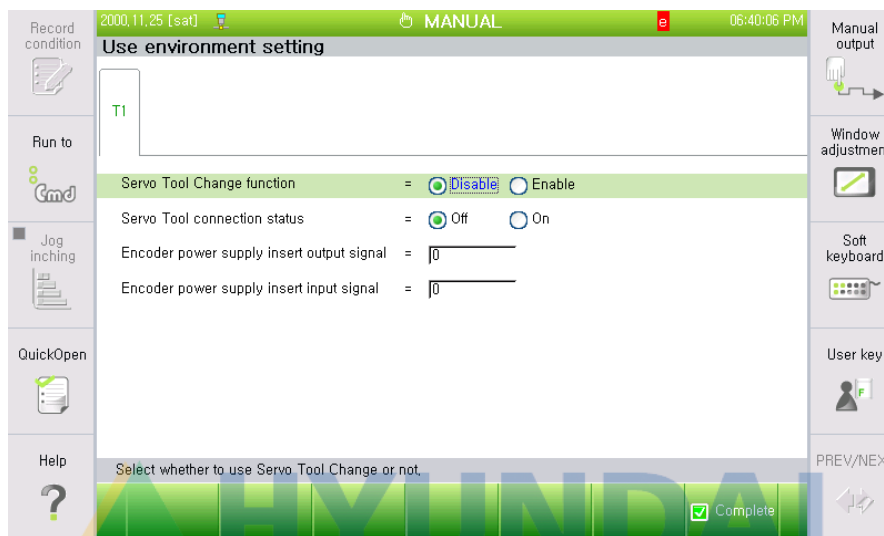 Record condition
2000,11,25 [sat]
MANUAL
e
06:40:06 PM
Manual output
Use environment setting
T1
Run to
Cmd
Window adjustmen
Servo Tool Change function = Disable Enable
Servo Tool connection status = Off On
Jog inching
Encoder power supply insert output signal = 0
Soft keyboard
Encoder power supply insert input signal = 0
QuickOpen
User key
F
Help
Select whether to use Servo Tool Change or not,
PREV/NEX
?
HYUNDAI
Complete